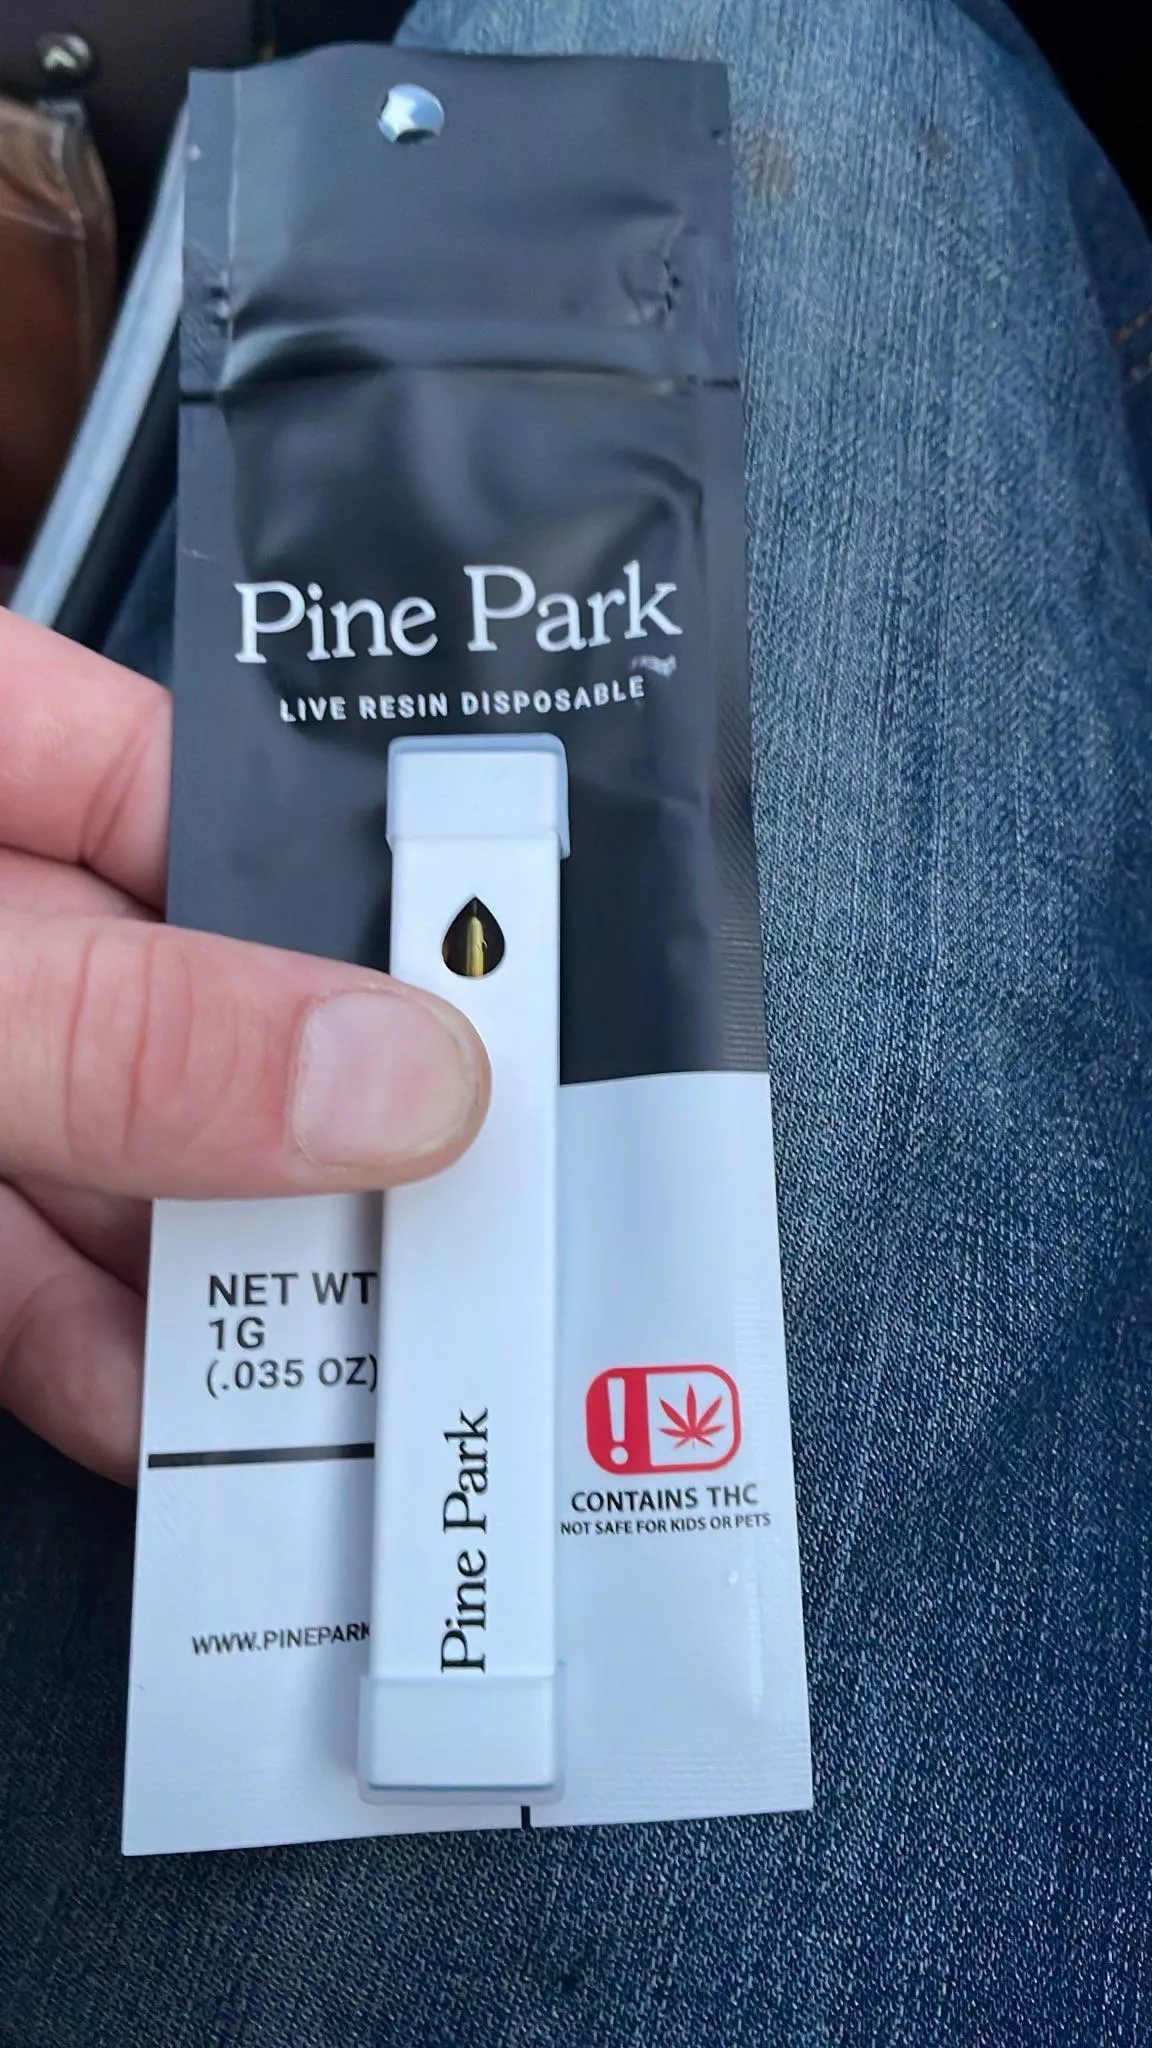 Pine Park
LIVE RESIN DISPOSABLE
NET WT
1G
(.035 OZ)
Pine Park
CONTAINS THC
NOT SAFE FOR KIDS OR PETS
WWW.PINEPARK